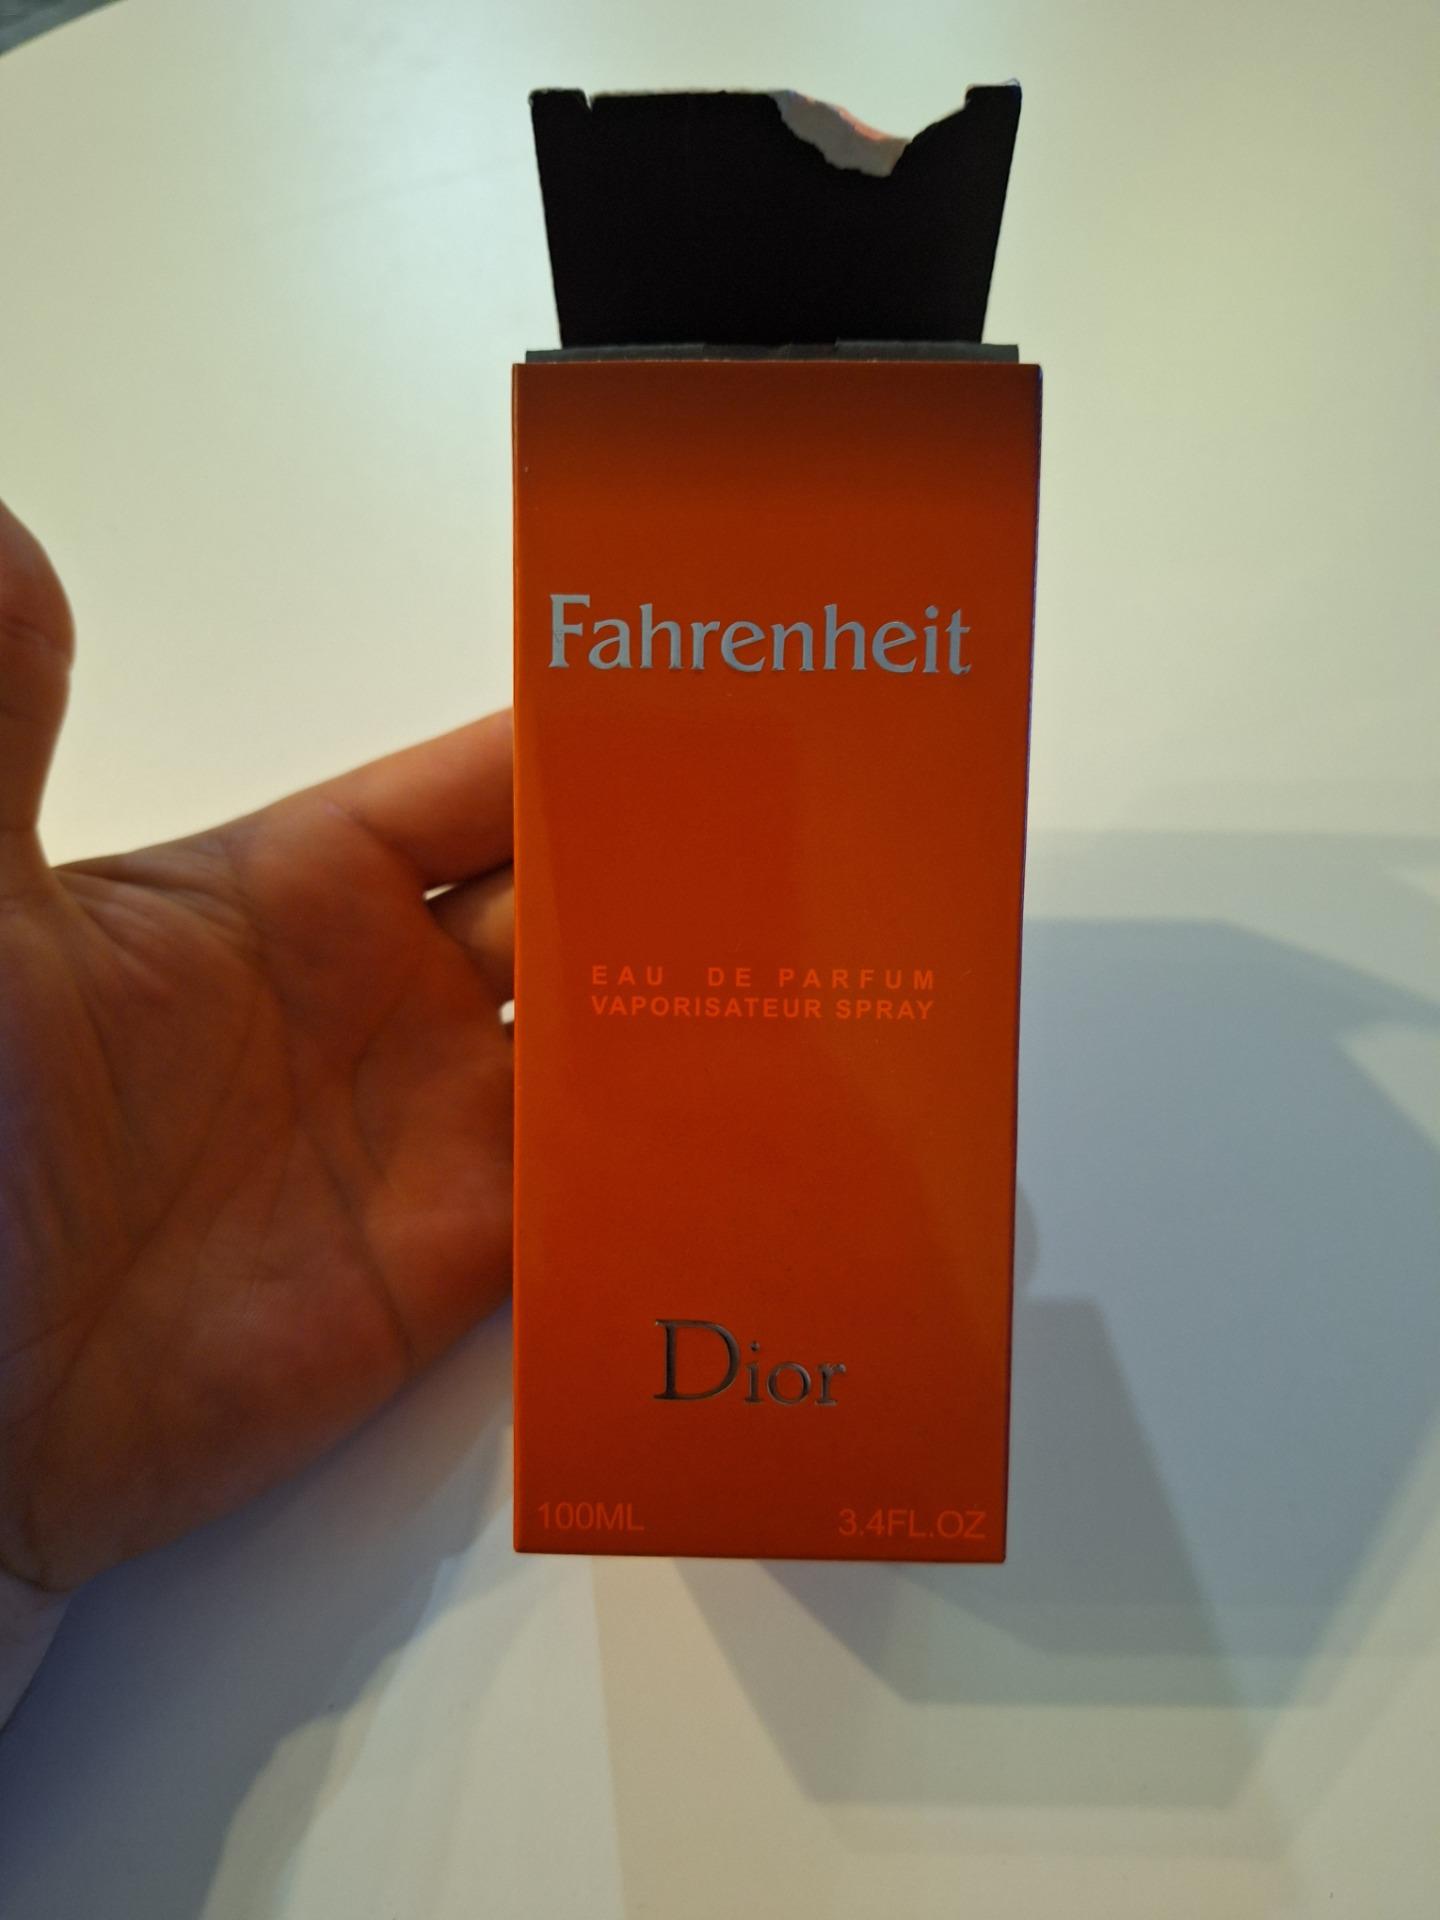 Fahrenheit
EAU DE PARFUM
VAPORISATEUR SPRAY
Dior
100ML 3.4FL.OZ